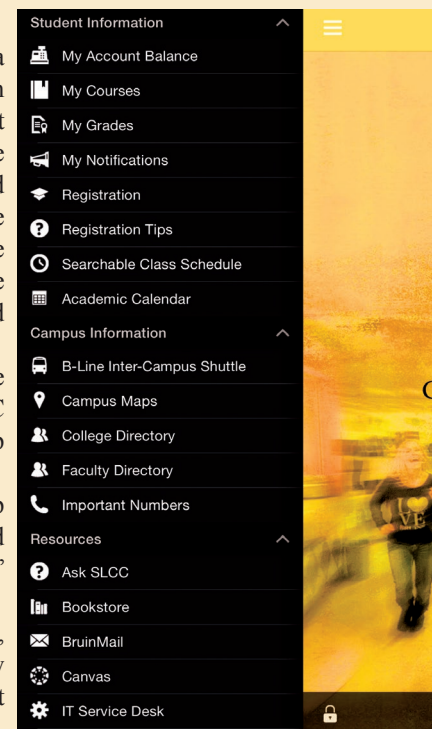 Student Information
My Account Balance
My Courses
My Grades
My Notifications
Registration
Registration Tips
Searchable Class Schedule
Academic Calendar
Campus Information
B-Line Inter-Campus Shuttle
Campus Maps
College Directory
Faculty Directory
Important Numbers
Resources
Ask SLCC
Bookstore
BruinMail
Canvas
IT Service Desk